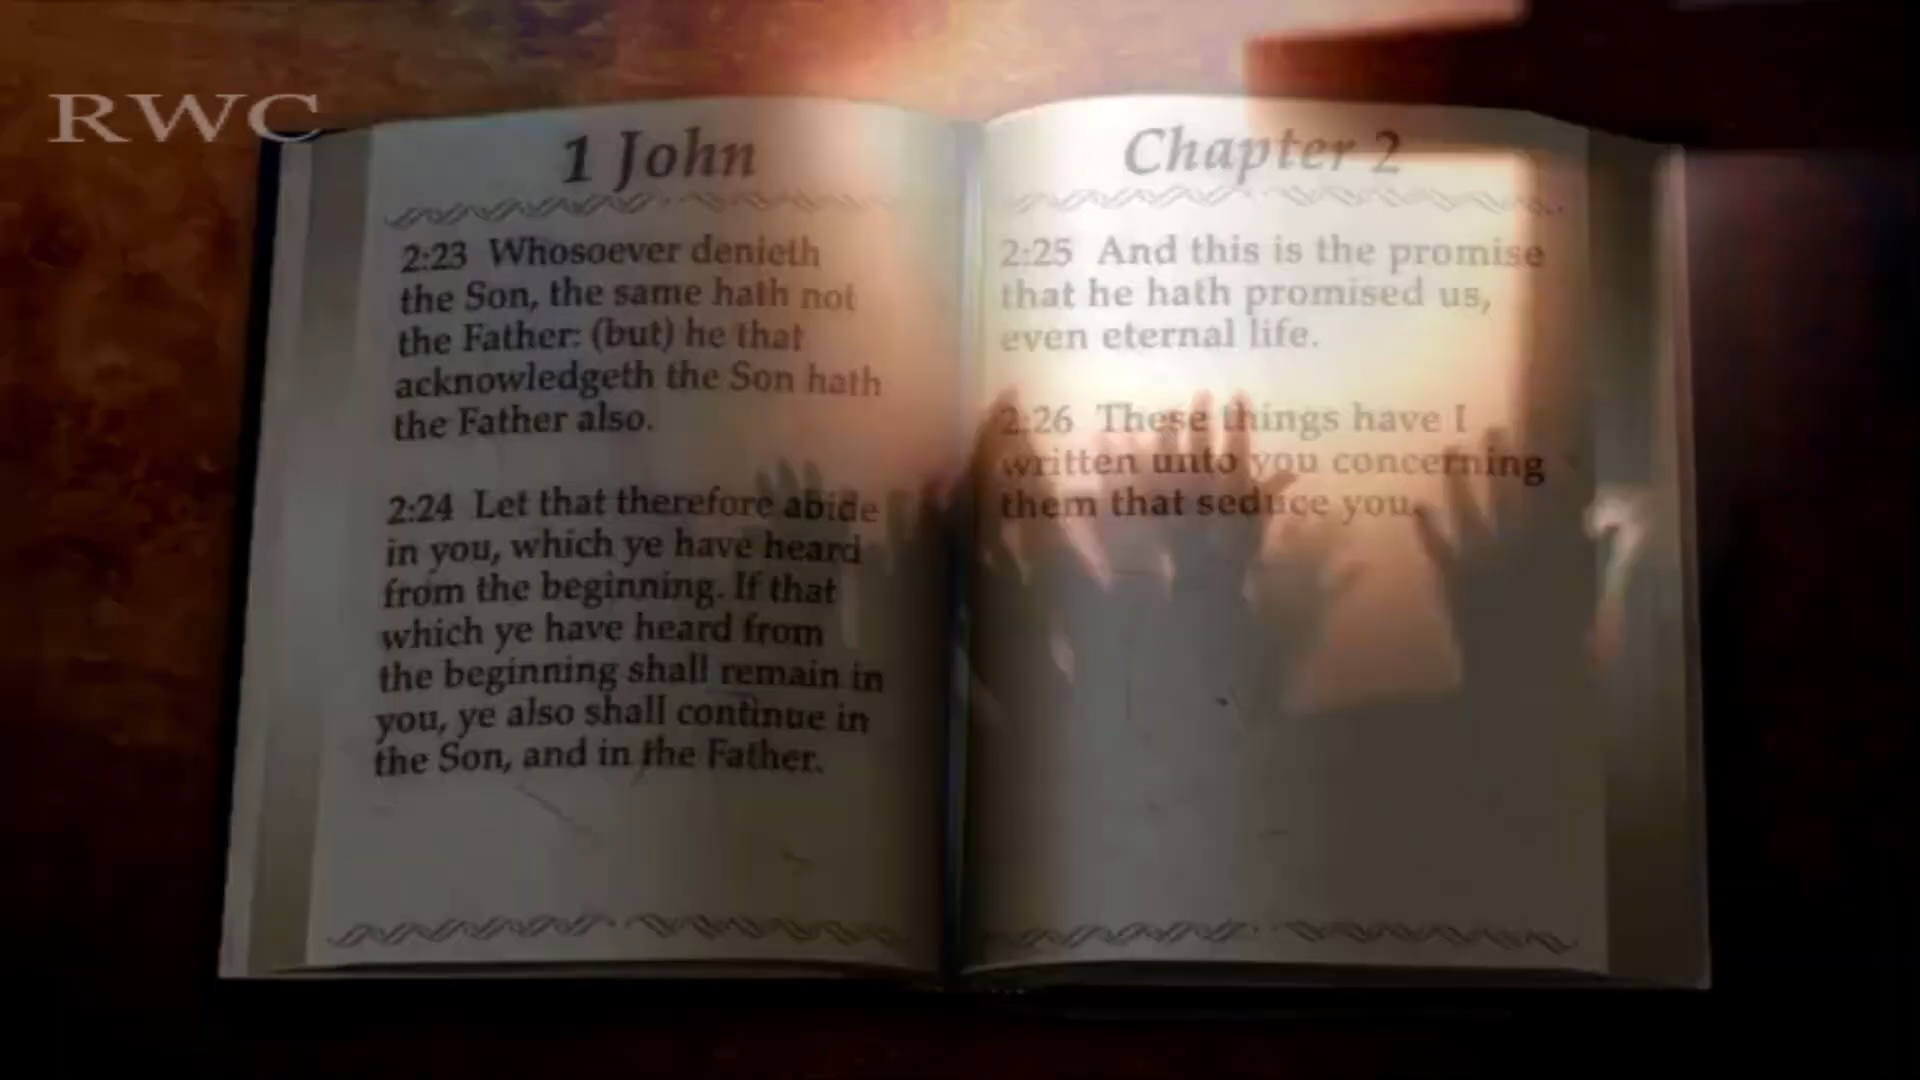 RWC
1 John
2:23 Whosoever denieth
the Son, the same hath not
the Father: (but) he that
acknowledgeth the Son hath
the Father also.
2:24 Let that therefore abide
in you, which ye have heard
from the beginning. If that
which ye have heard from
the beginning shall remain in
you, ye also shall continue in
the Son, and in the Father.
Chapter 2
2:25 And this is the promise
that he hath promised us,
even eternal life.
2:26 These things have I
written unto you concerning
them that seduce you.